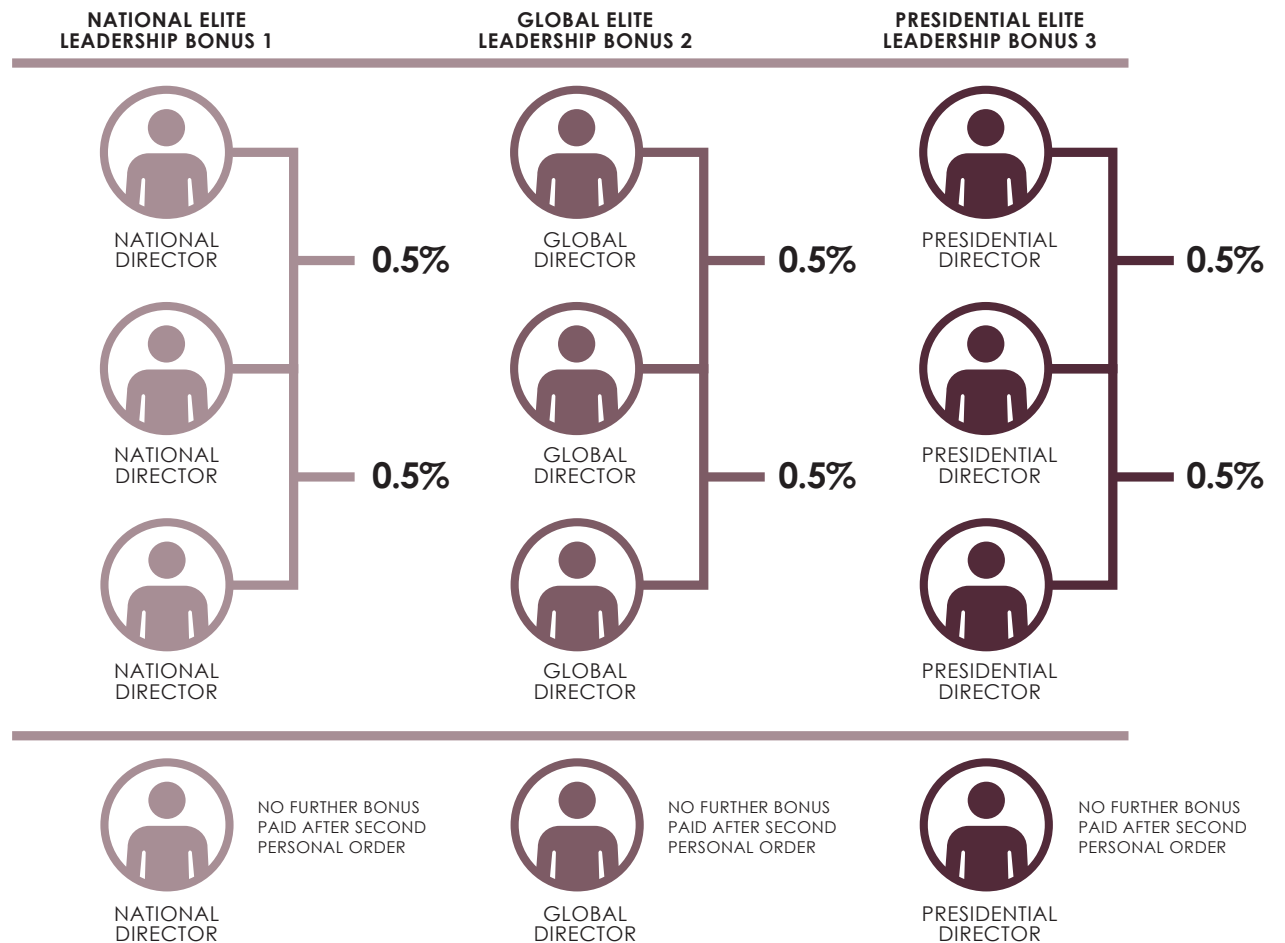 NATIONAL ELITE
LEADERSHIP BONUS 1
GLOBAL ELITE
LEADERSHIP BONUS 2
PRESIDENTIAL ELITE
LEADERSHIP BONUS 3
NATIONAL
DIRECTOR
0.5%
GLOBAL
DIRECTOR
0.5%
PRESIDENTIAL
DIRECTOR
0.5%
NATIONAL
DIRECTOR
0.5%
GLOBAL
DIRECTOR
0.5%
PRESIDENTIAL
DIRECTOR
0.5%
NATIONAL
DIRECTOR
GLOBAL
DIRECTOR
PRESIDENTIAL
DIRECTOR
NO FURTHER BONUS
PAID AFTER SECOND
PERSONAL ORDER
NATIONAL
DIRECTOR
NO FURTHER BONUS
PAID AFTER SECOND
PERSONAL ORDER
GLOBAL
DIRECTOR
NO FURTHER BONUS
PAID AFTER SECOND
PERSONAL ORDER
PRESIDENTIAL
DIRECTOR